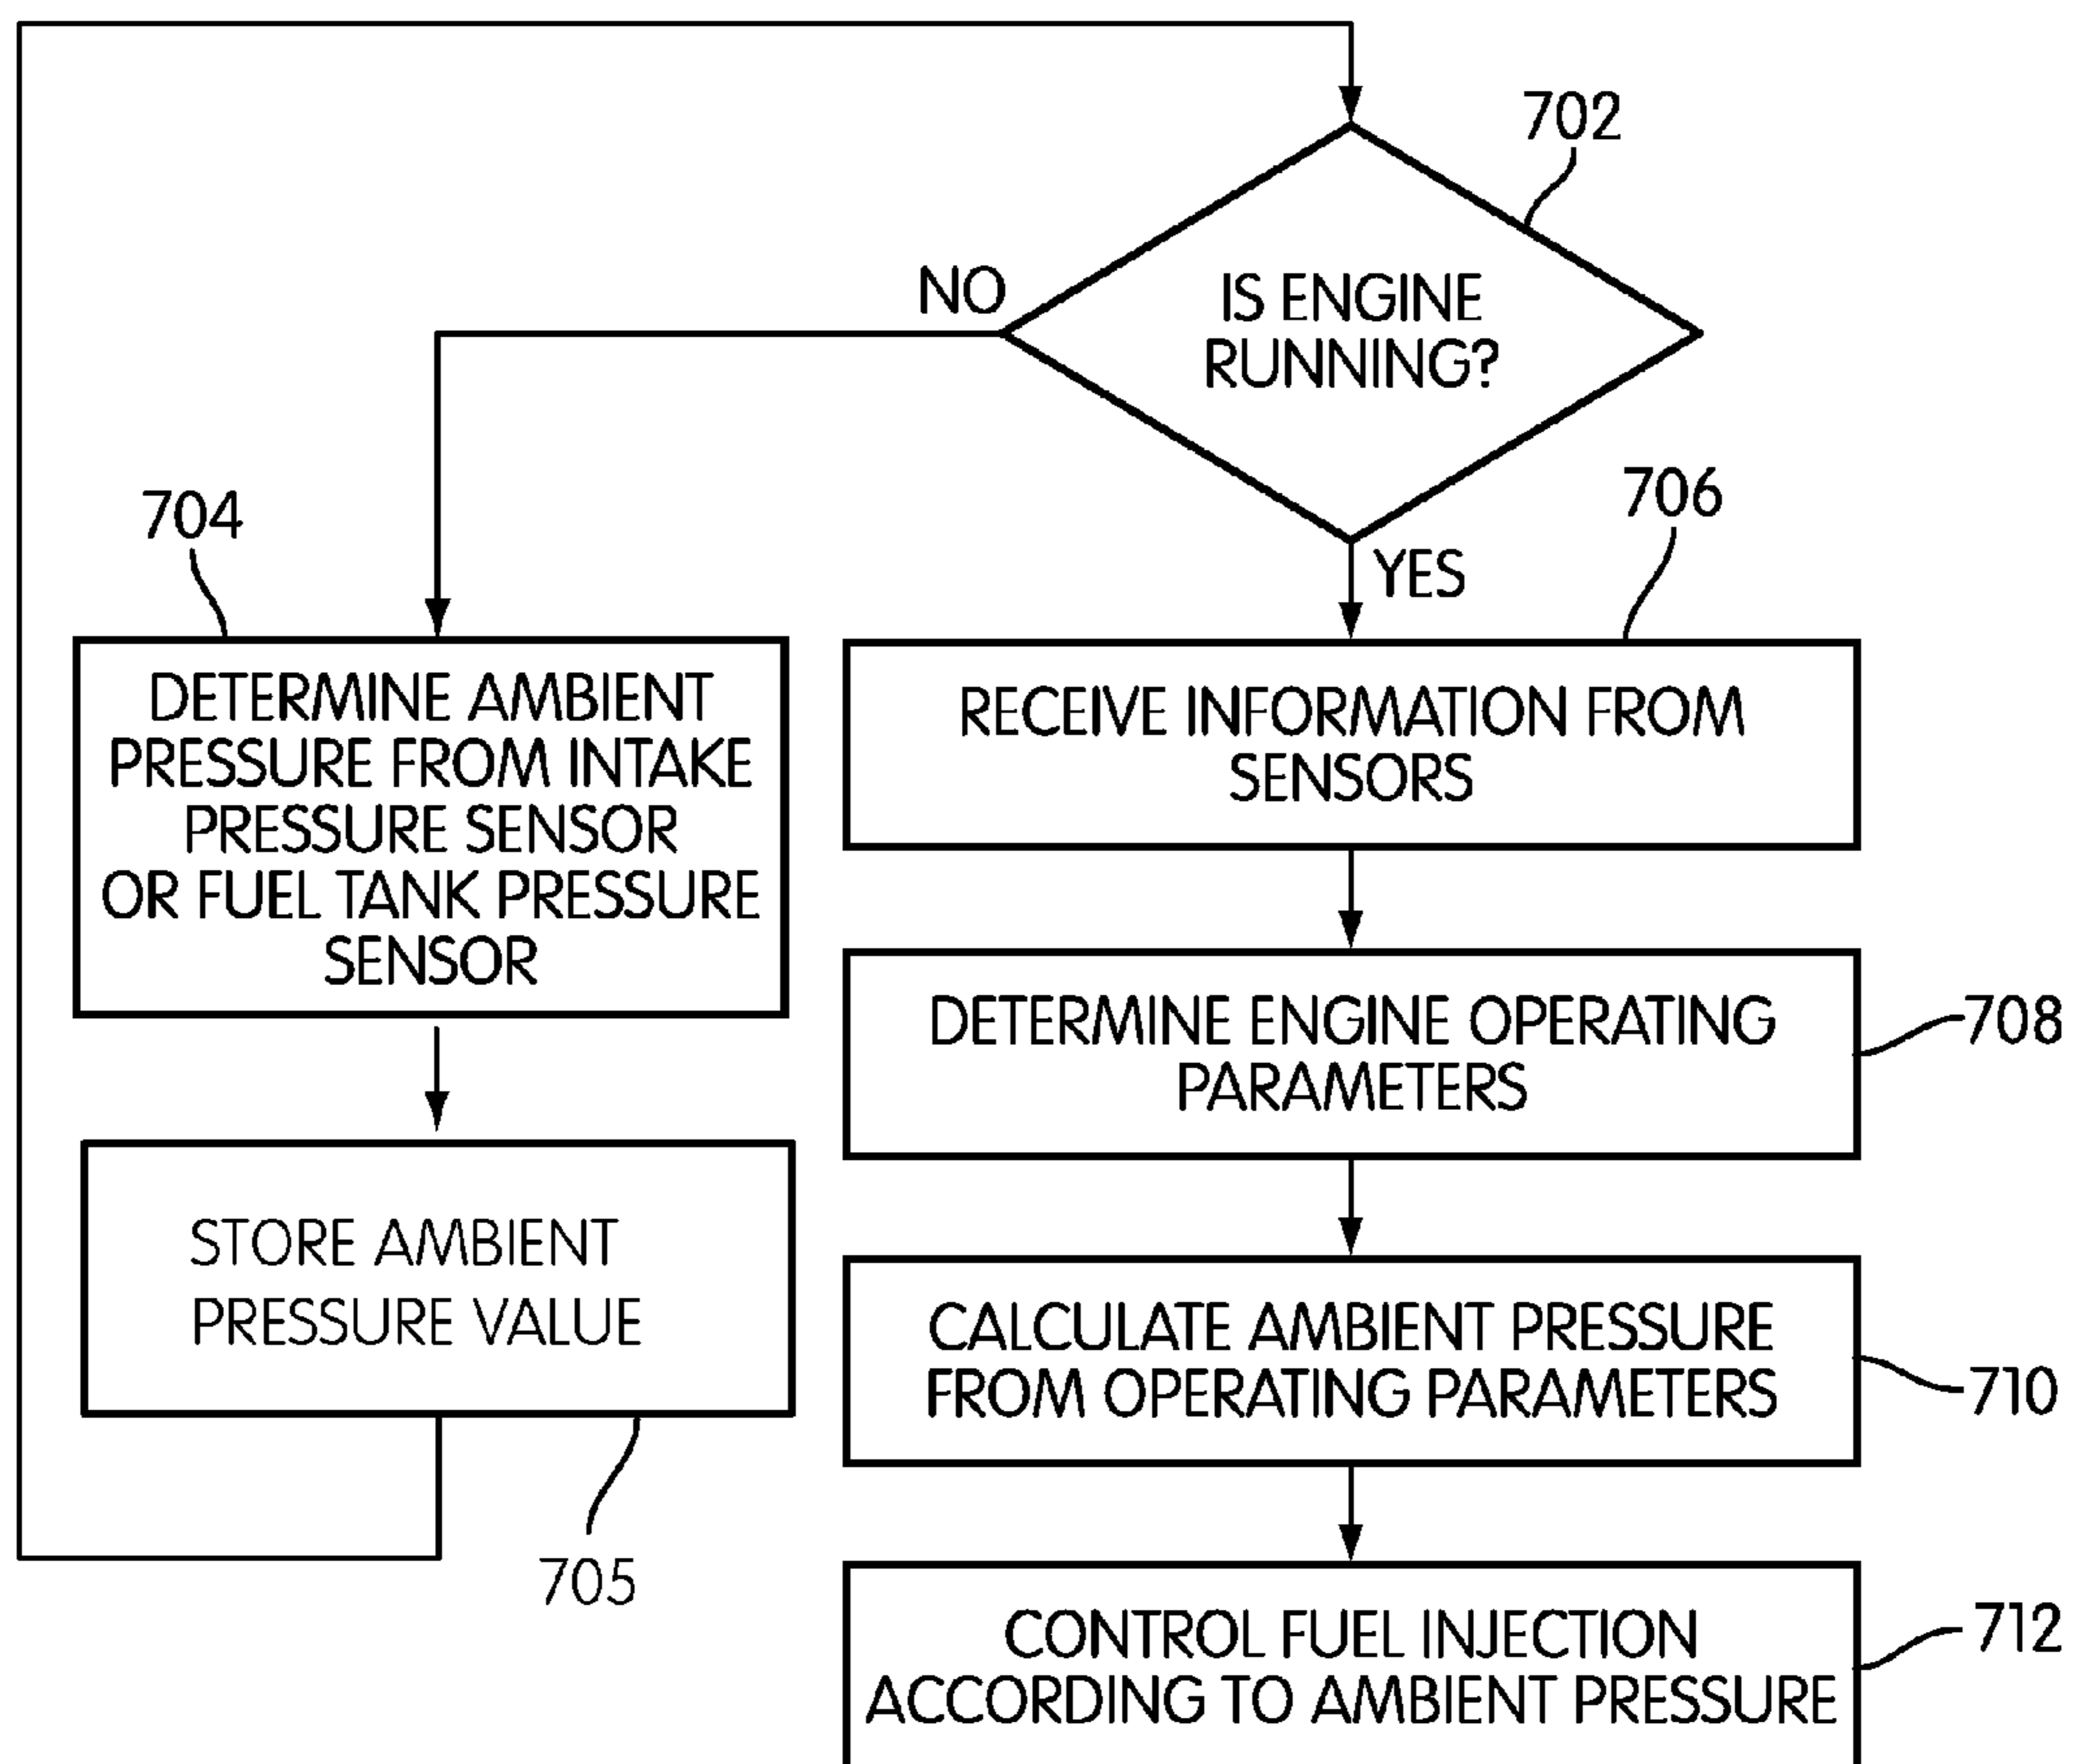 702
NO
IS ENGINE
RUNNING?
YES
704
706
DETERMINE AMBIENT
PRESSURE FROM INTAKE
PRESSURE SENSOR
OR FUEL TANK PRESSURE
SENSOR
RECEIVE INFORMATION FROM
SENSORS
DETERMINE ENGINE OPERATING
PARAMETERS
708
STORE AMBIENT
PRESSURE VALUE
705
CALCULATE AMBIENT PRESSURE
FROM OPERATING PARAMETERS
710
CONTROL FUEL INJECTION
ACCORDING TO AMBIENT PRESSURE
712